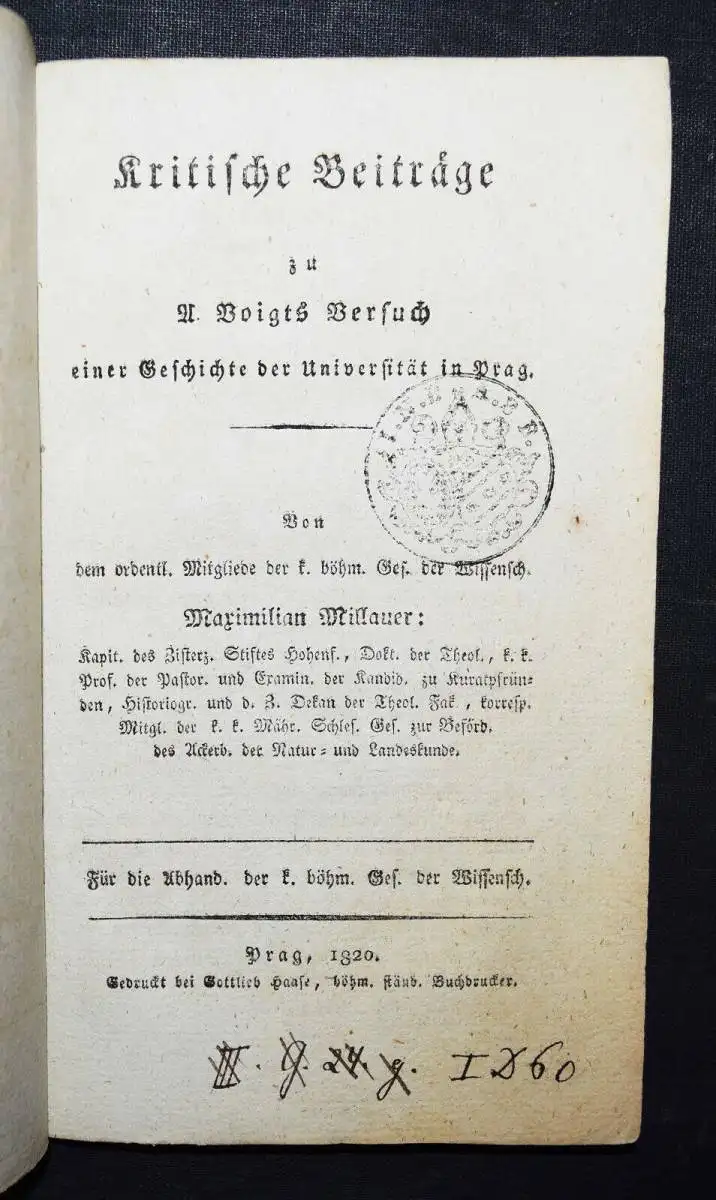 Kritische Beiträge
zu
A. Voigts Versuch
einer Geschichte der Universität in Prag.
Von
dem ordentl. Mitgliede der k. böhm. Ges. der Wissensch.
Maximilian Millauer:
Kapit. des Zisterz. Stiftes Hohenf., Dokt. der Theol., k. k.
Prof. der Pastor. und Examin. der Kandid. zu Kuratpfrün-
den, Historiogr. und d. Z. Dekan der Theol. Fak., korresp.
Mitgl. der k. k. Mähr. Schles. Ges. zur Beförd.
des Ackerb. der Natur- und Landeskunde.
Für die Abhand. der k. böhm. Ges. der Wissensch.
Prag, 1820.
Gedruckt bei Gottlieb Haase, böhm. ständ. Buchdrucker.
III. G. 24. g. I D 60